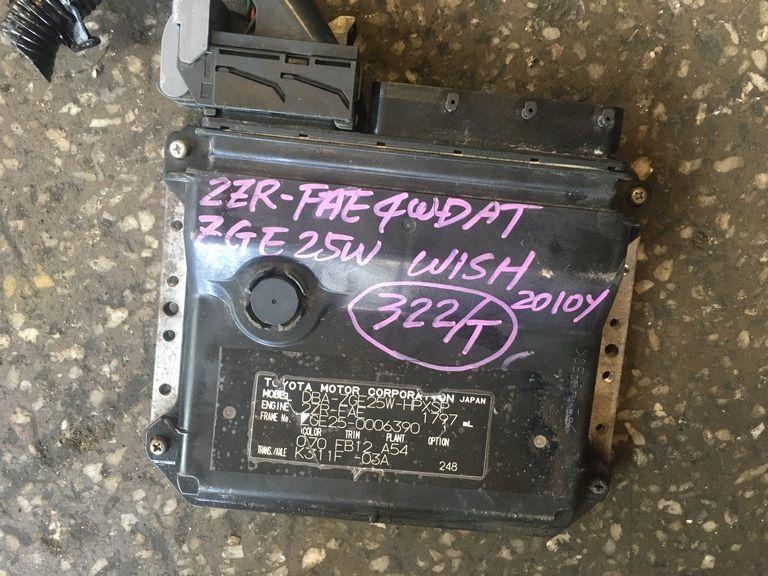 2ZR-FAE 4WDAT
ZGE25W WISH
2010Y
322/T
TOYOTA MOTOR CORPORATION JAPAN
MODEL DBA-ZGE25W-HPXSP
ENGINE 2ZR-FAE 1797 mL
FRAME No. ZGE25-0006390
COLOR TRIM PLANT OPTION
070 FB12 A54
TRANS./AXLE K311F -03A 248